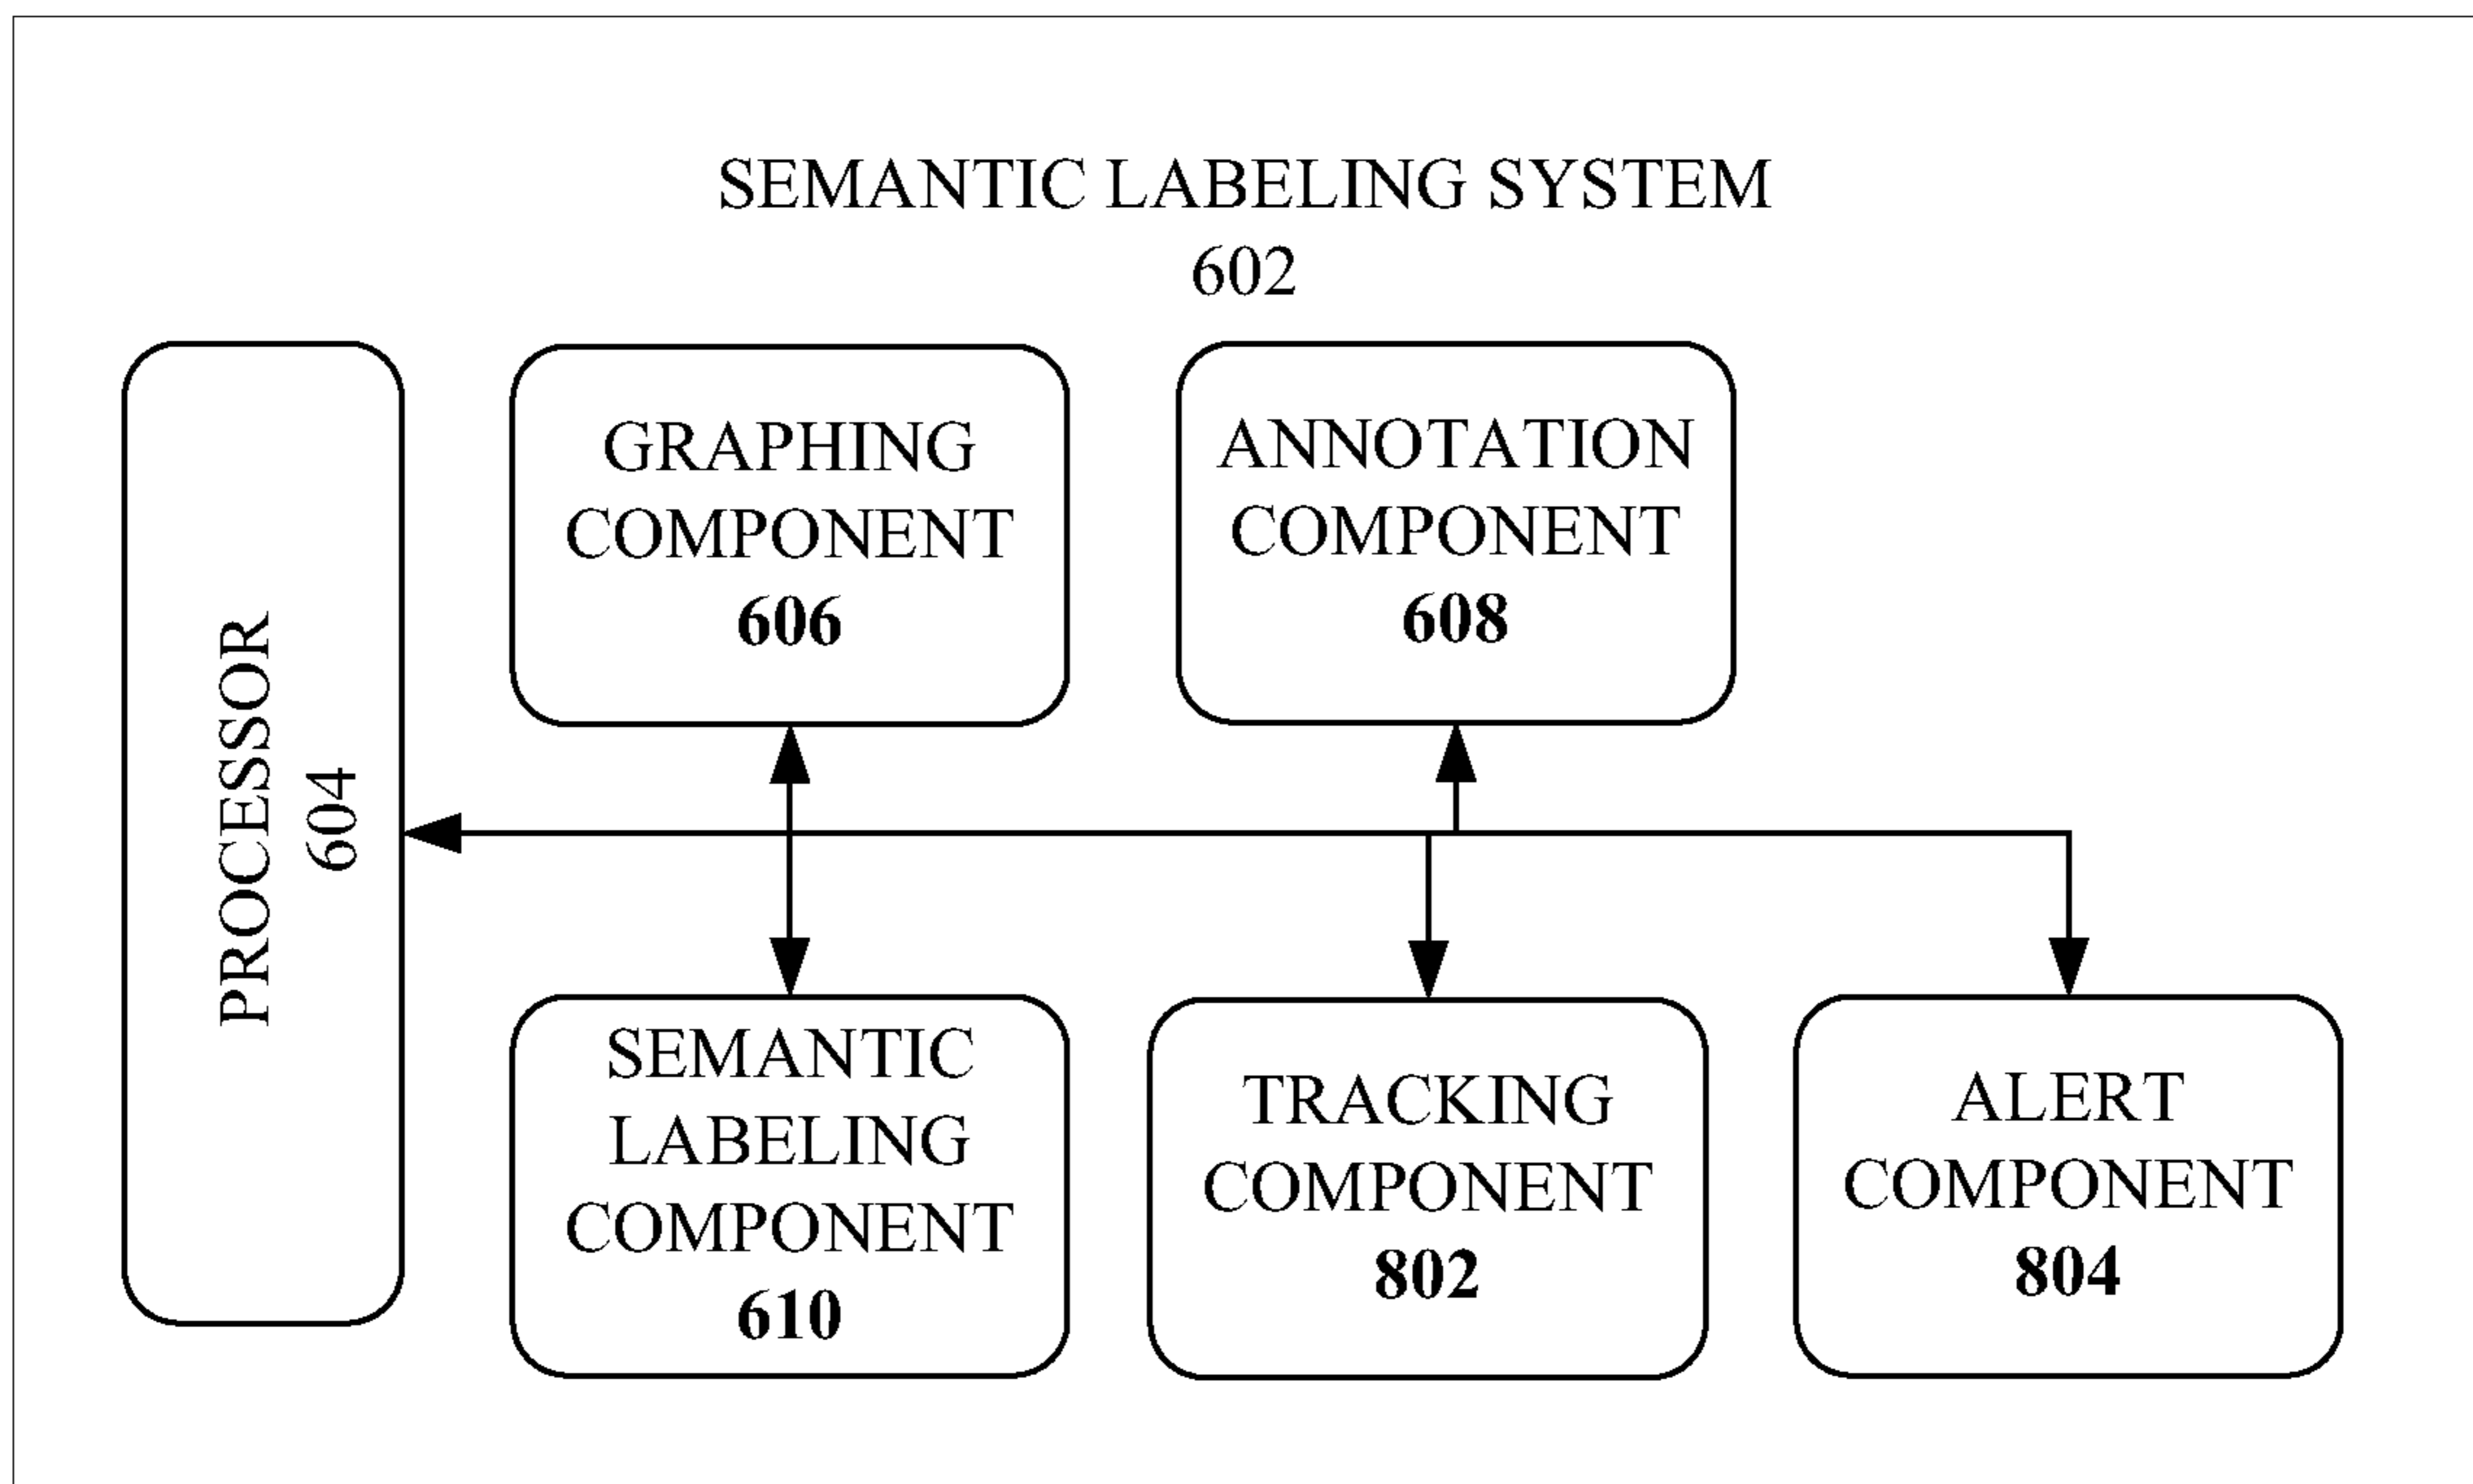 SEMANTIC LABELING SYSTEM
602
PROCESSOR
604
GRAPHING
COMPONENT
606
ANNOTATION
COMPONENT
608
SEMANTIC
LABELING
COMPONENT
610
TRACKING
COMPONENT
802
ALERT
COMPONENT
804